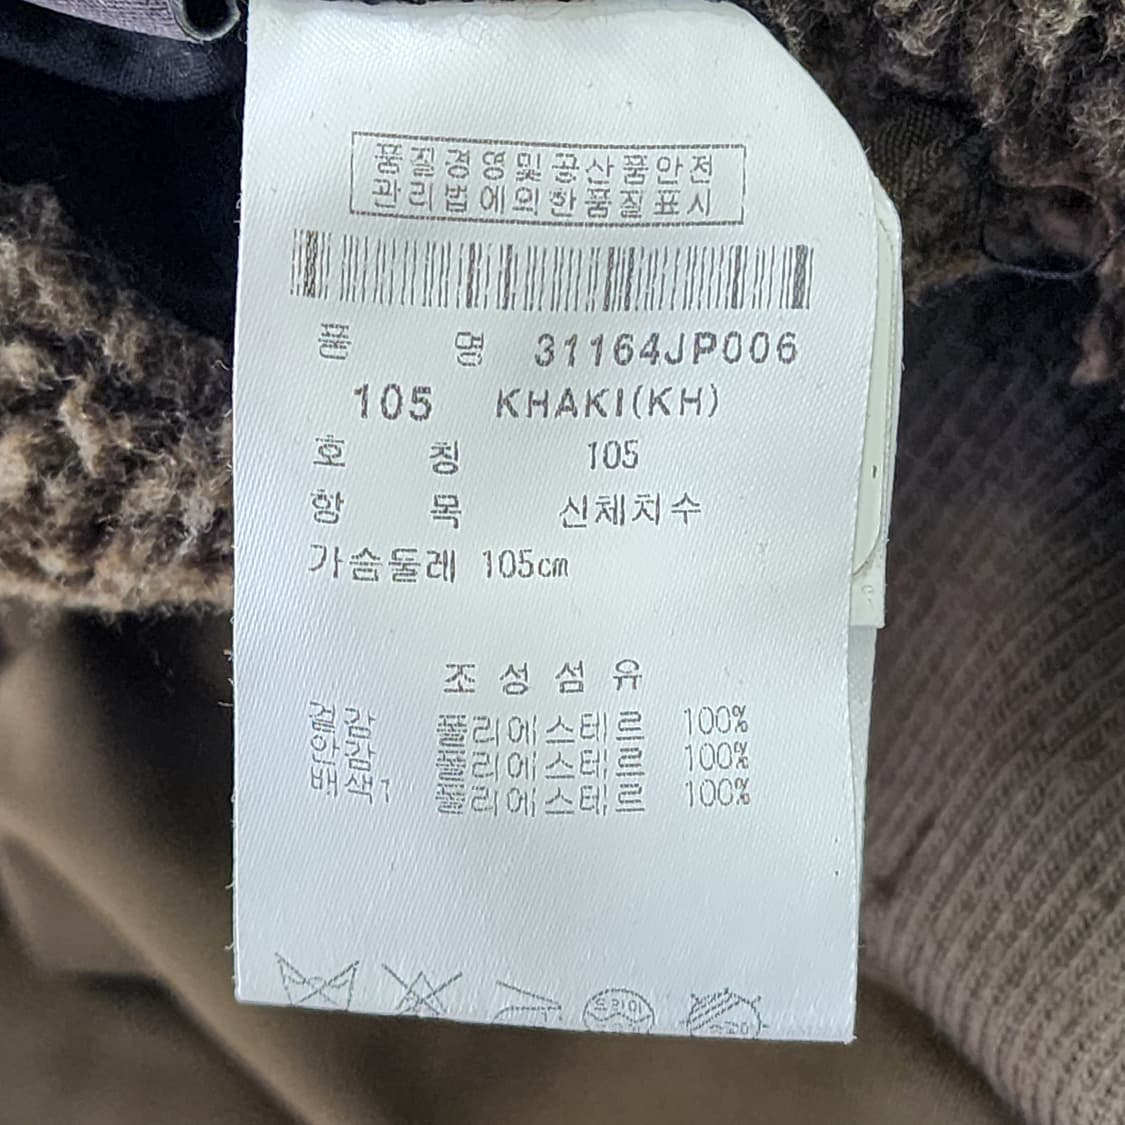 품질경영및공산품안전
관리법에의한품질표시
품 명 31164JP006
105 KHAKI(KH)
호 칭 105
항 목 신체치수
가슴둘레 105cm
조성섬유
겉감 폴리에스테르 100%
안감 폴리에스테르 100%
배색1 폴리에스테르 100%
드라이